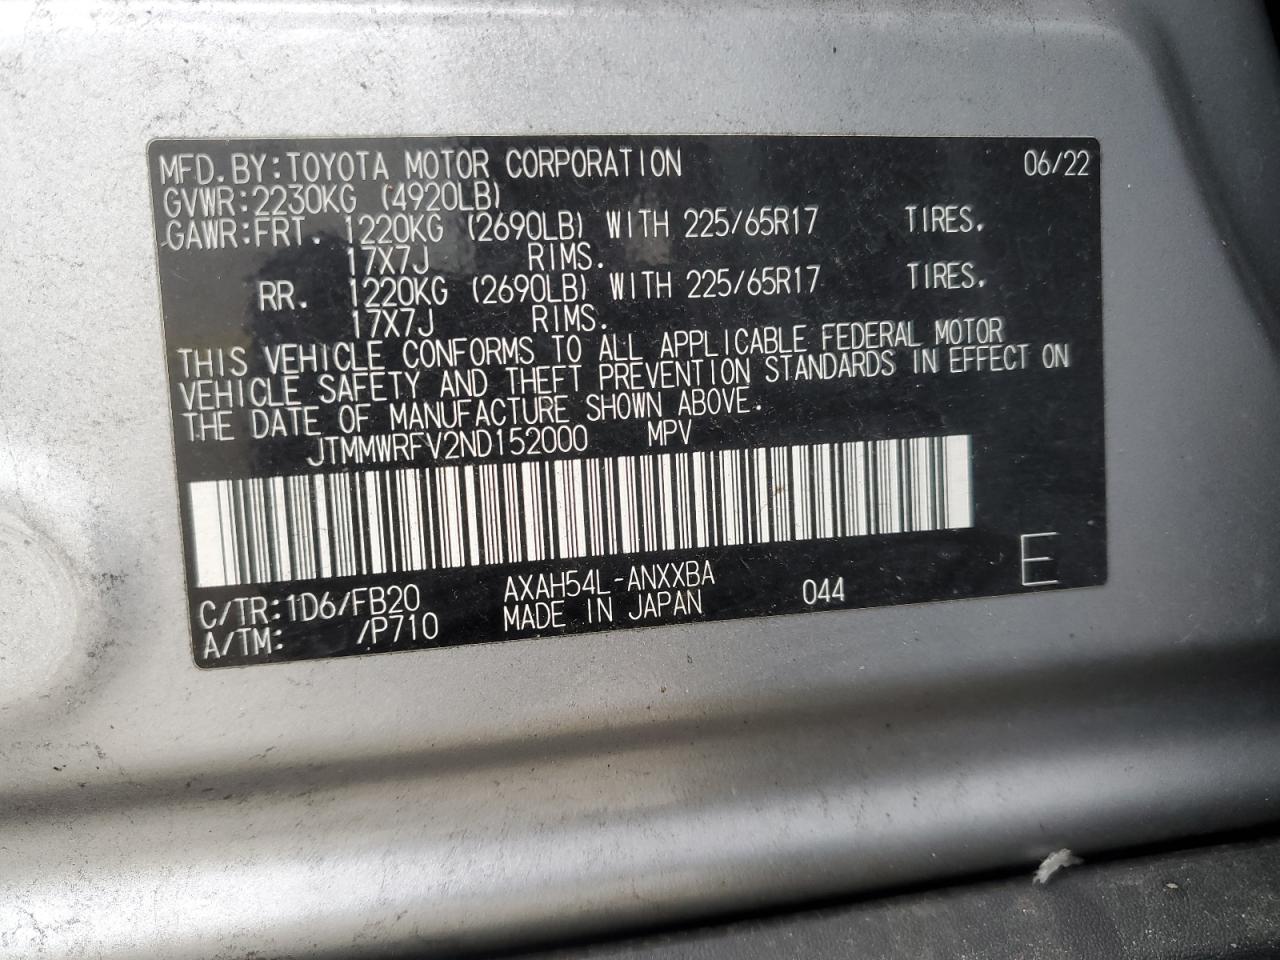 MFD.BY:TOYOTA MOTOR CORPORATION 06/22
GVWR:2230KG (4920LB)
GAWR:FRT. 1220KG (2690LB) WITH 225/65R17 TIRES.
17X7J RIMS.
RR. 1220KG (2690LB) WITH 225/65R17 TIRES.
17X7J RIMS.
THIS VEHICLE CONFORMS TO ALL APPLICABLE FEDERAL MOTOR
VEHICLE SAFETY AND THEFT PREVENTION STANDARDS IN EFFECT ON
THE DATE OF MANUFACTURE SHOWN ABOVE.
JTMMWRFV2ND152000 MPV
C/TR:1D6/FB20 AXAH54L-ANXXBA 044 E
A/TM: /P710 MADE IN JAPAN